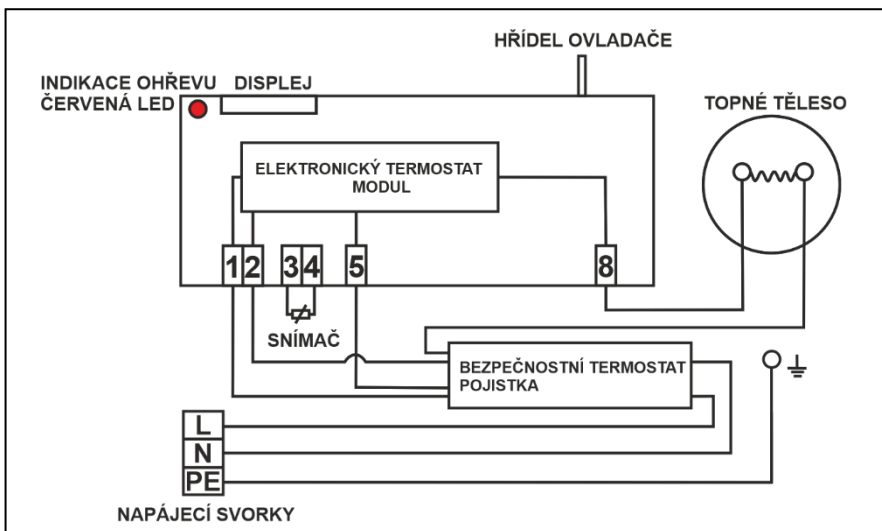 HŘÍDEL OVLADAČE
INDIKACE OHŘEVU
ČERVENÁ LED
DISPLEJ
TOPNÉ TĚLESO
ELEKTRONICKÝ TERMOSTAT
MODUL
1 2 3 4 5 8
SNÍMAČ
BEZPEČNOSTNÍ TERMOSTAT
POJISTKA
L
N
PE
NAPÁJECÍ SVORKY